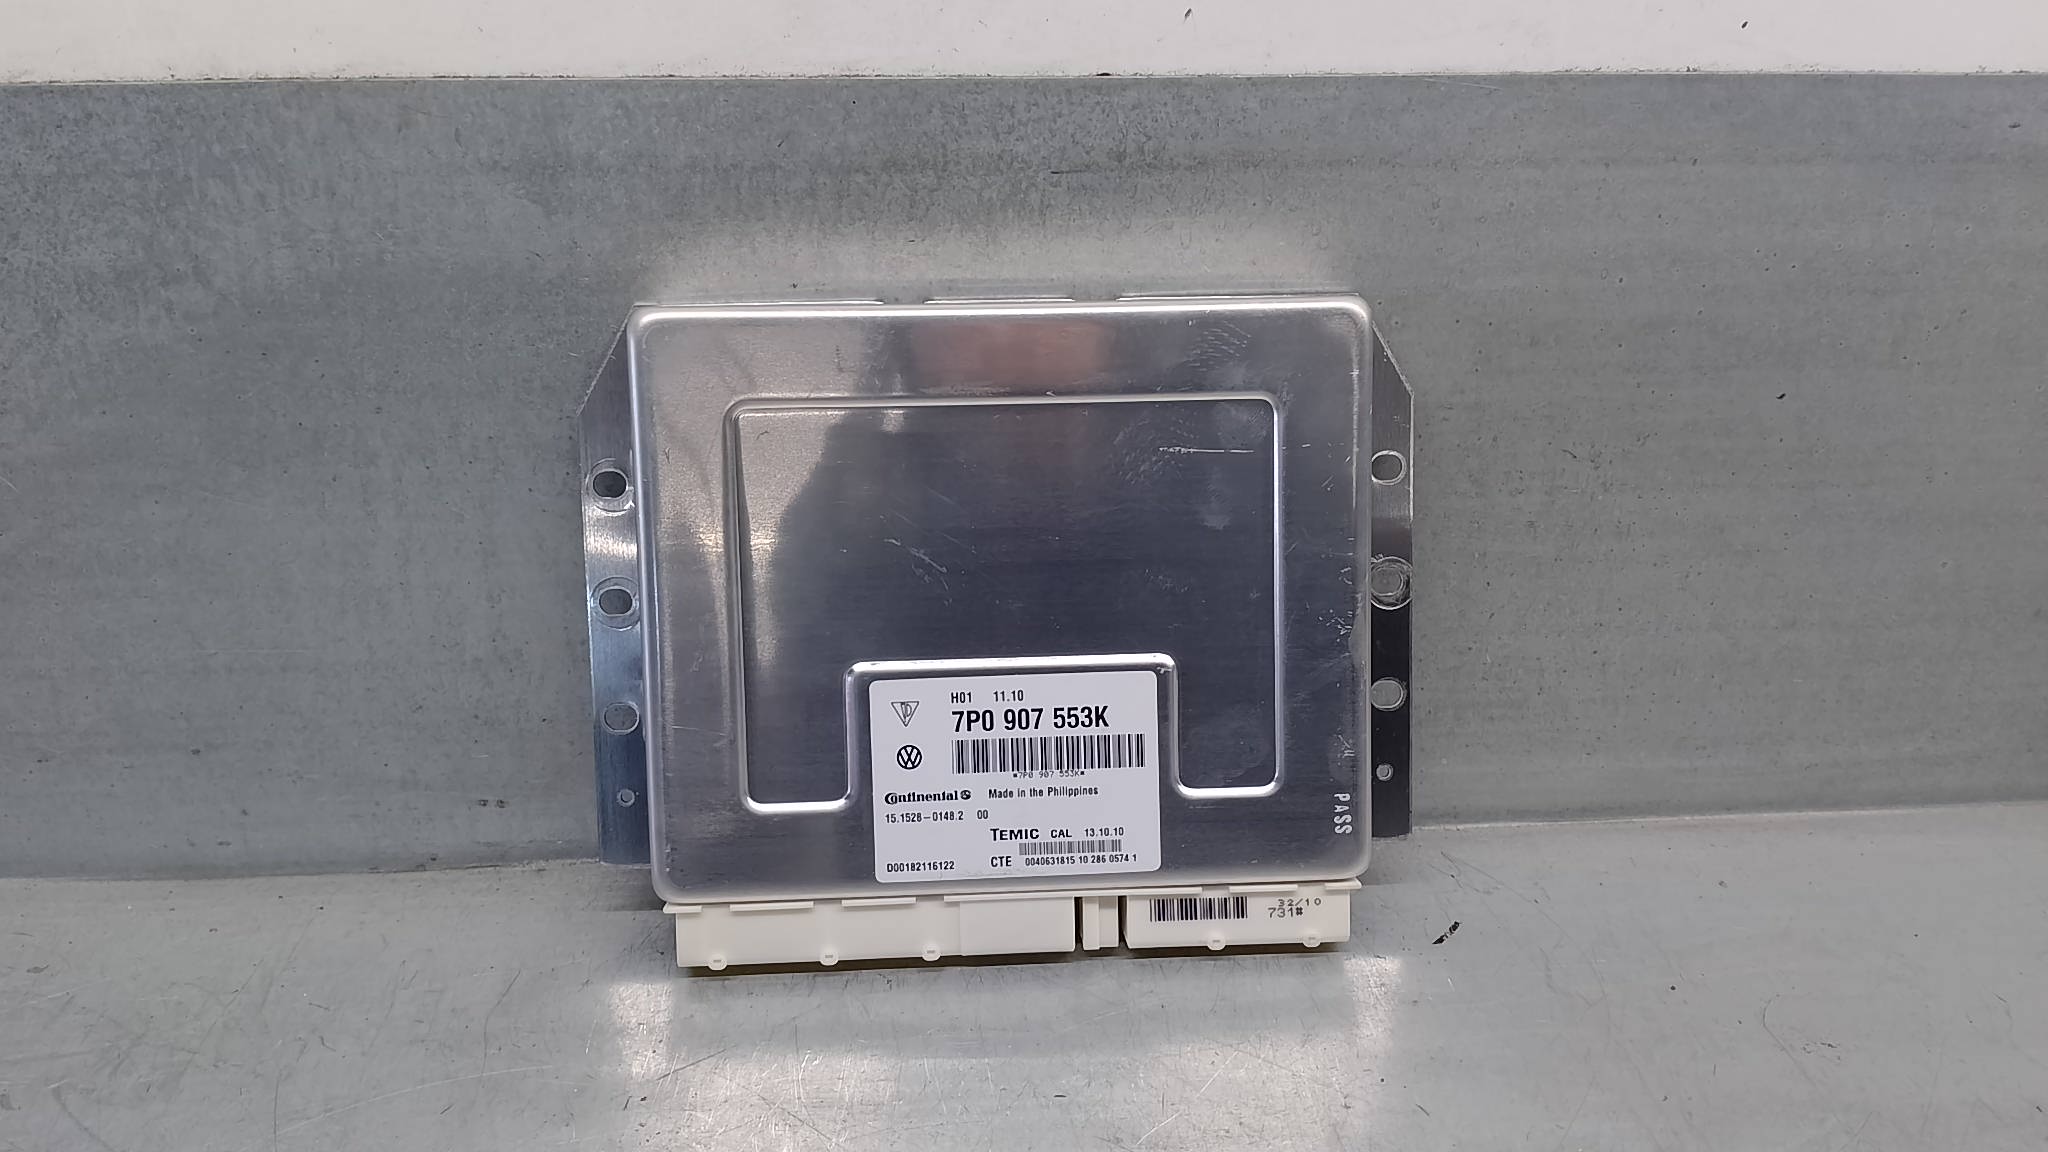 H01 11.10
7P0 907 553K
*7P0 907 553K*
Continental Made in the Philippines
15.1528-0148.2 00
TEMIC CAL 13.10.10
D00182116122 CTE 0040631815 10 286 0574 1
PASS
32/10
731#